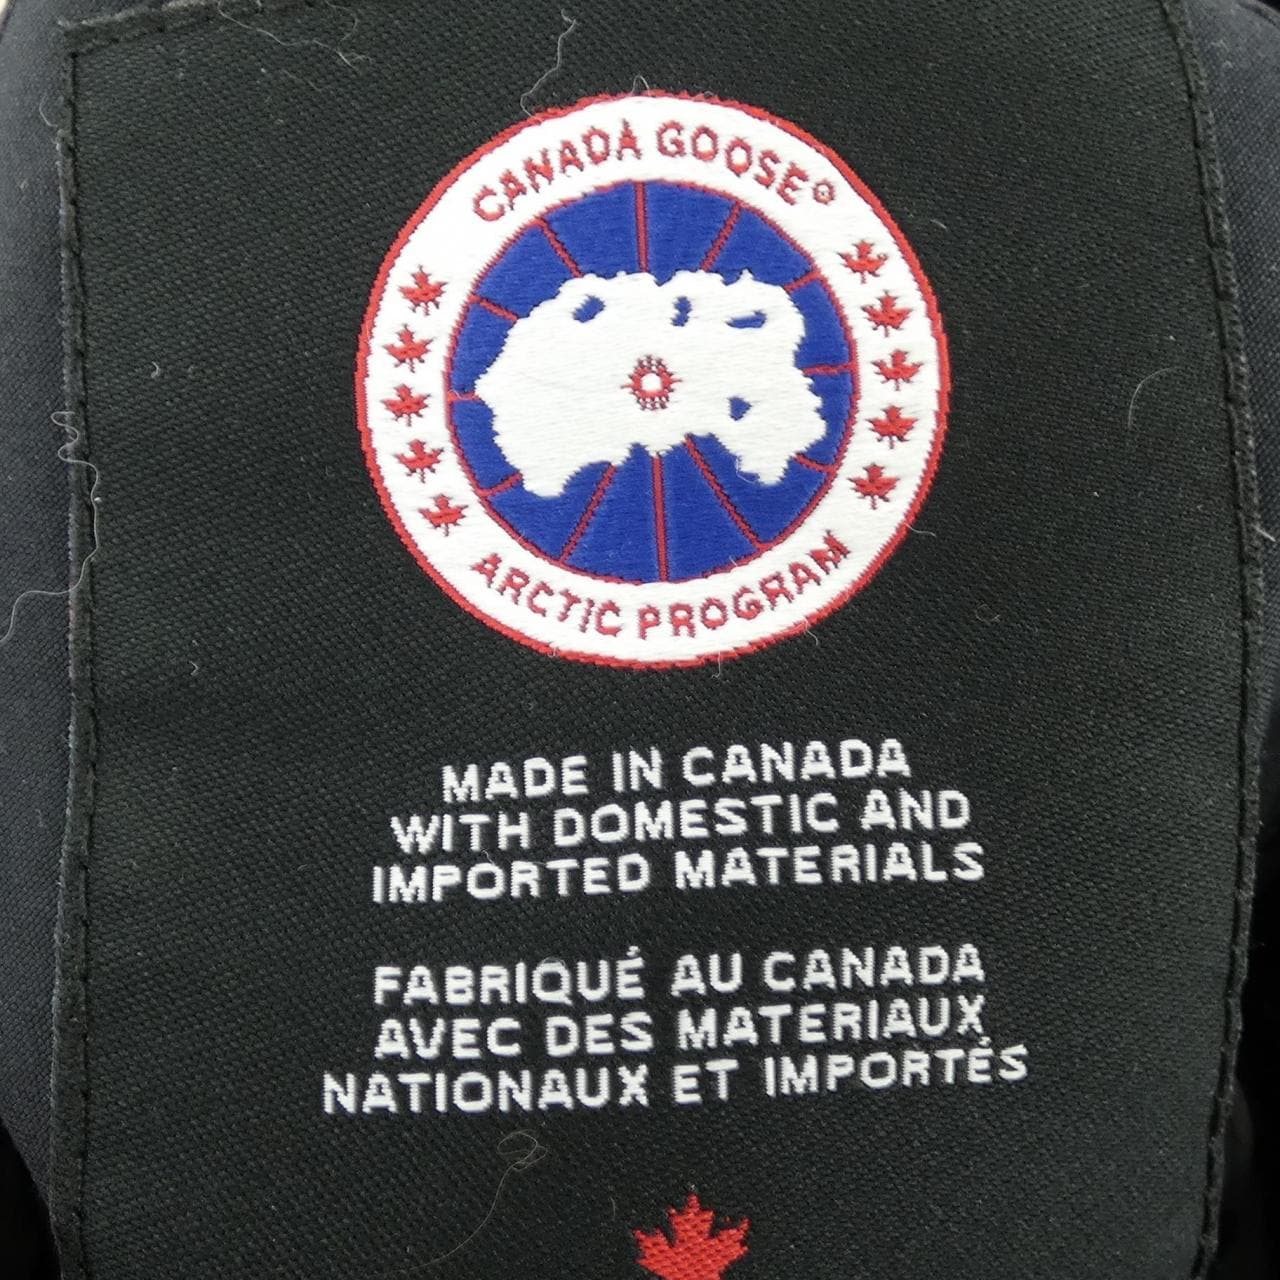 CANADA GOOSE®
ARCTIC PROGRAM
MADE IN CANADA
WITH DOMESTIC AND
IMPORTED MATERIALS
FABRIQUÉ AU CANADA
AVEC DES MATERIAUX
NATIONAUX ET IMPORTÉS